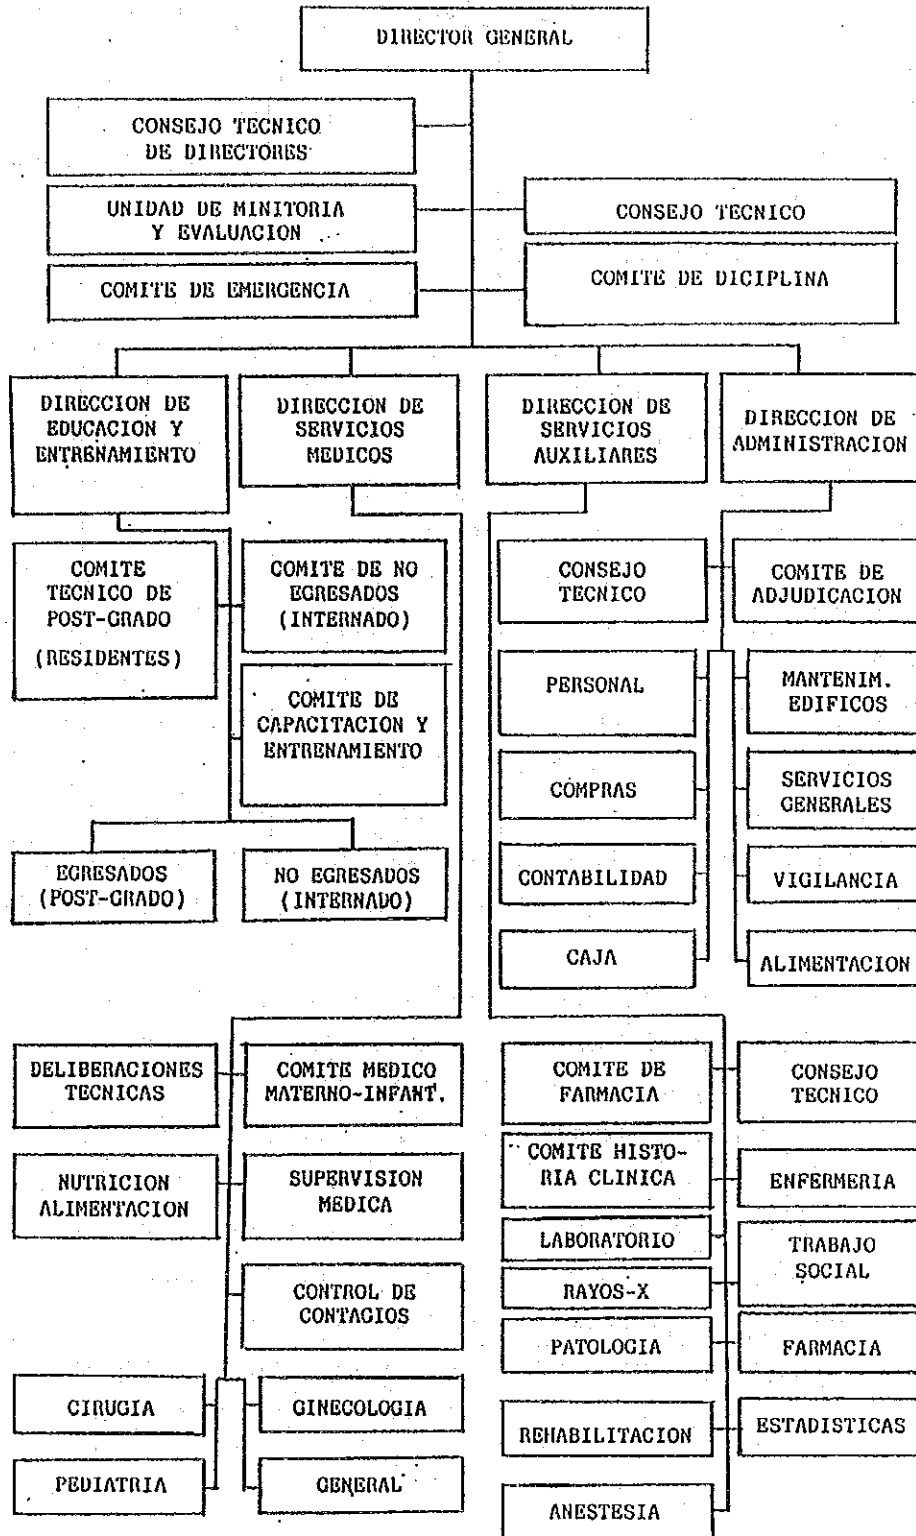 DIRECTOR GENERAL
CONSEJO TECNICO
DE DIRECTORES
UNIDAD DE MINITORIA
Y EVALUACION
CONSEJO TECNICO
COMITE DE EMERGENCIA
COMITE DE DICIPLINA
DIRECCION DE
EDUCACION Y
ENTRENAMIENTO
DIRECCION DE
SERVICIOS
MEDICOS
DIRECCION DE
SERVICIOS
AUXILIARES
DIRECCION DE
ADMINISTRACION
COMITE
TECNICO DE
POST-GRADO
(RESIDENTES)
COMITE DE NO
EGRESADOS
(INTERNADO)
CONSEJO
TECNICO
COMITE DE
ADJUDICACION
COMITE DE
CAPACITACION Y
ENTRENAMIENTO
PERSONAL
MANTENIM.
EDIFICOS
COMPRAS
SERVICIOS
GENERALES
EGRESADOS
(POST-GRADO)
NO EGRESADOS
(INTERNADO)
CONTABILIDAD
VIGILANCIA
CAJA
ALIMENTACION
DELIBERACIONES
TECNICAS
COMITE MEDICO
MATERNO-INFANT.
COMITE DE
FARMACIA
CONSEJO
TECNICO
NUTRICION
ALIMENTACION
SUPERVISION
MEDICA
COMITE HISTO-
RIA CLINICA
ENFERMERIA
LABORATORIO
TRABAJO
SOCIAL
CONTROL DE
CONTAGIOS
RAYOS-X
PATOLOGIA
FARMACIA
CIRUGIA
GINECOLOGIA
REHABILITACION
ESTADISTICAS
PEDIATRIA
GENERAL
ANESTESIA